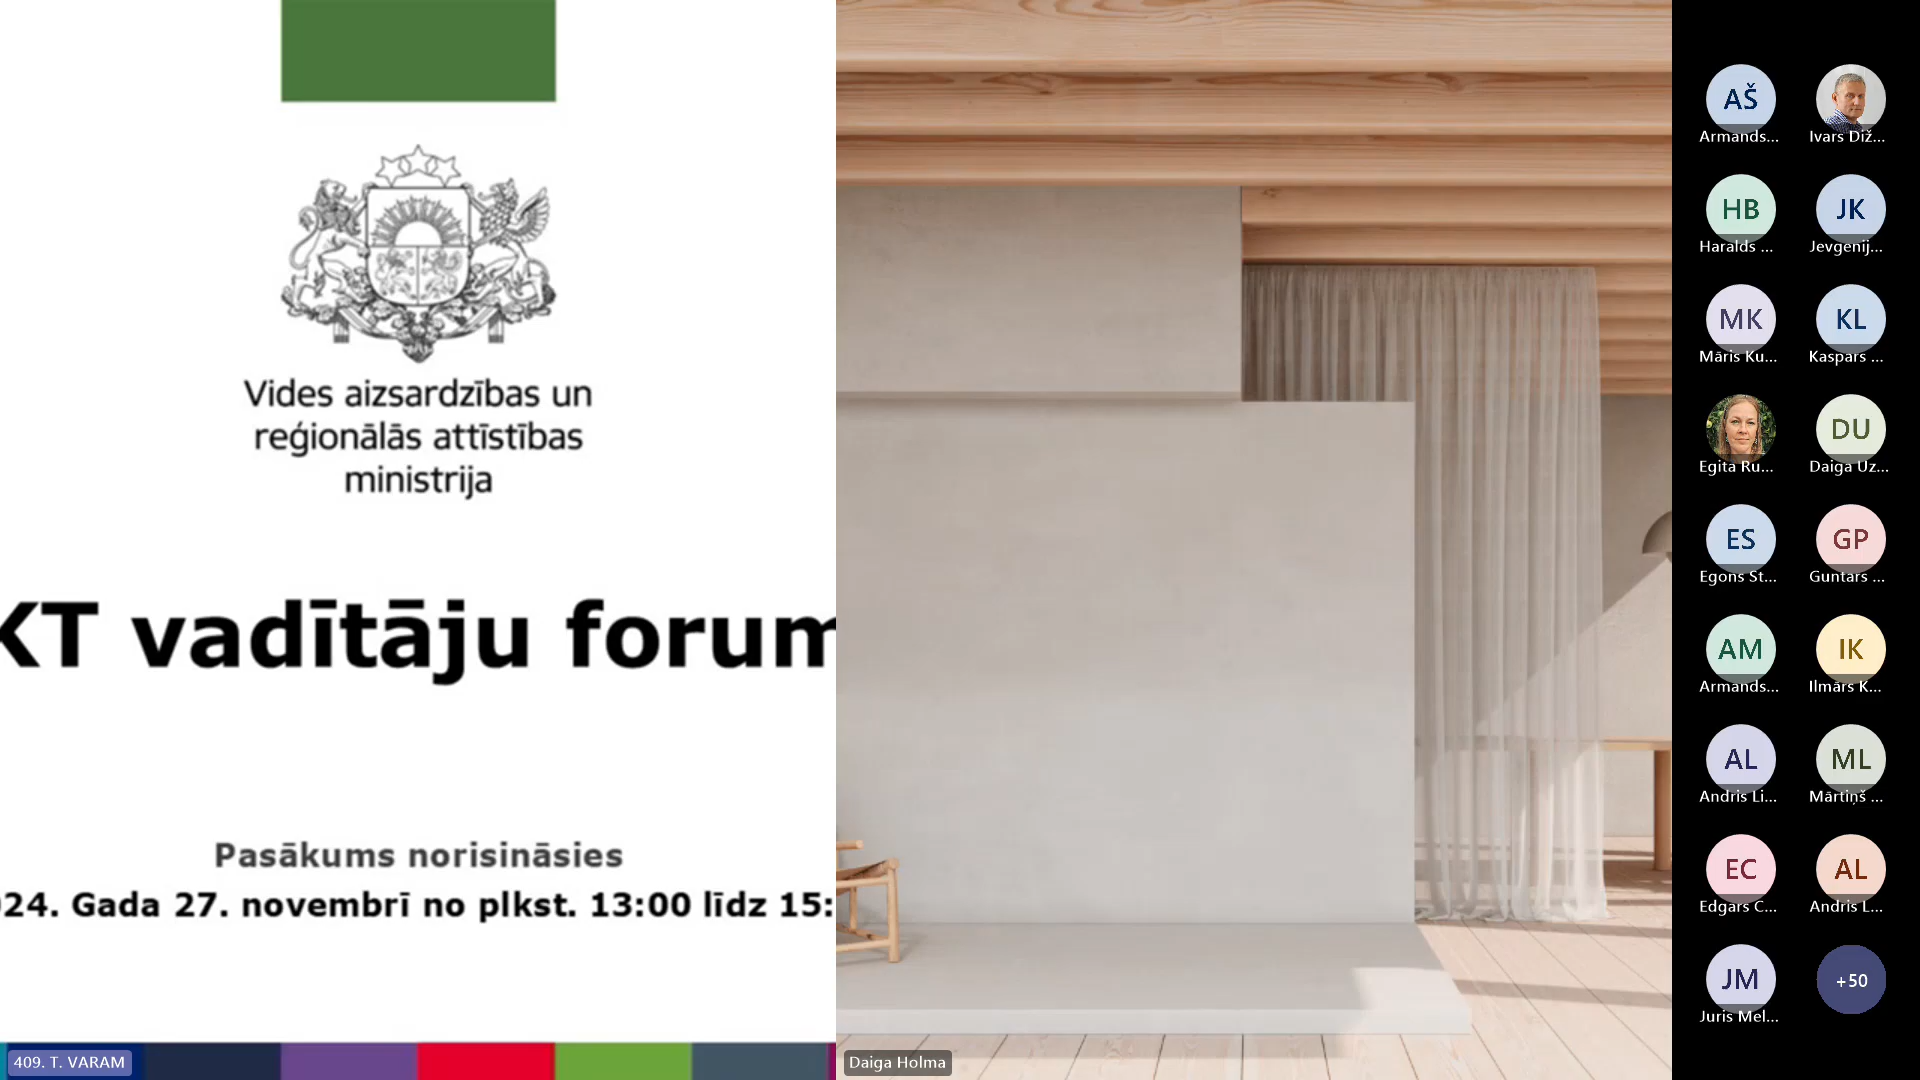 Vides aizsardzības un
reģionālās attīstības
ministrija
KT vadītāju forum
Pasākums norisināsies
24. Gada 27. novembrī no plkst. 13:00 līdz 15:
409. T. VARAM
Daiga Holma
AŠ
Armands...
Ivars Diž...
HB
Haralds ...
JK
Jevgenij...
MK
Māris Ku...
KL
Kaspars ...
Egita Ru...
DU
Daiga Uz...
ES
Egons St...
GP
Guntars ...
AM
Armands...
IK
Ilmārs K...
AL
Andris Li...
ML
Mārtiņš ...
EC
Edgars C...
AL
Andris L...
JM
Juris Mel...
+50